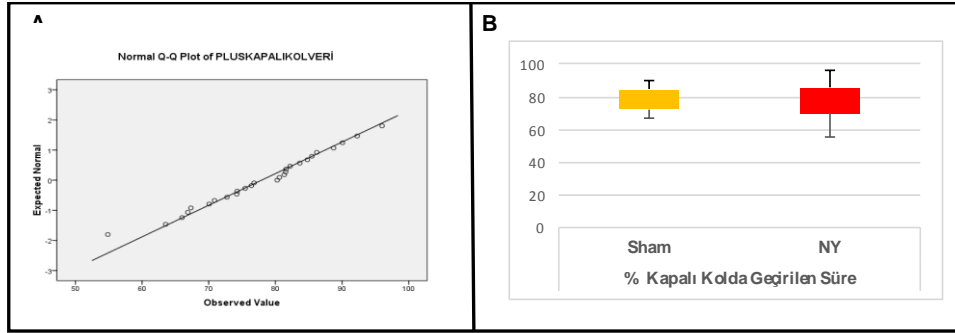 A
Normal Q-Q Plot of PLUSKAPALIKOLVERİ
3
2
1
0
-1
-2
-3
Expected Normal
50 60 70 80 90 100
Observed Value
B
100
80
60
40
20
0
Sham NY
% Kapalı Kolda Geçirilen Süre